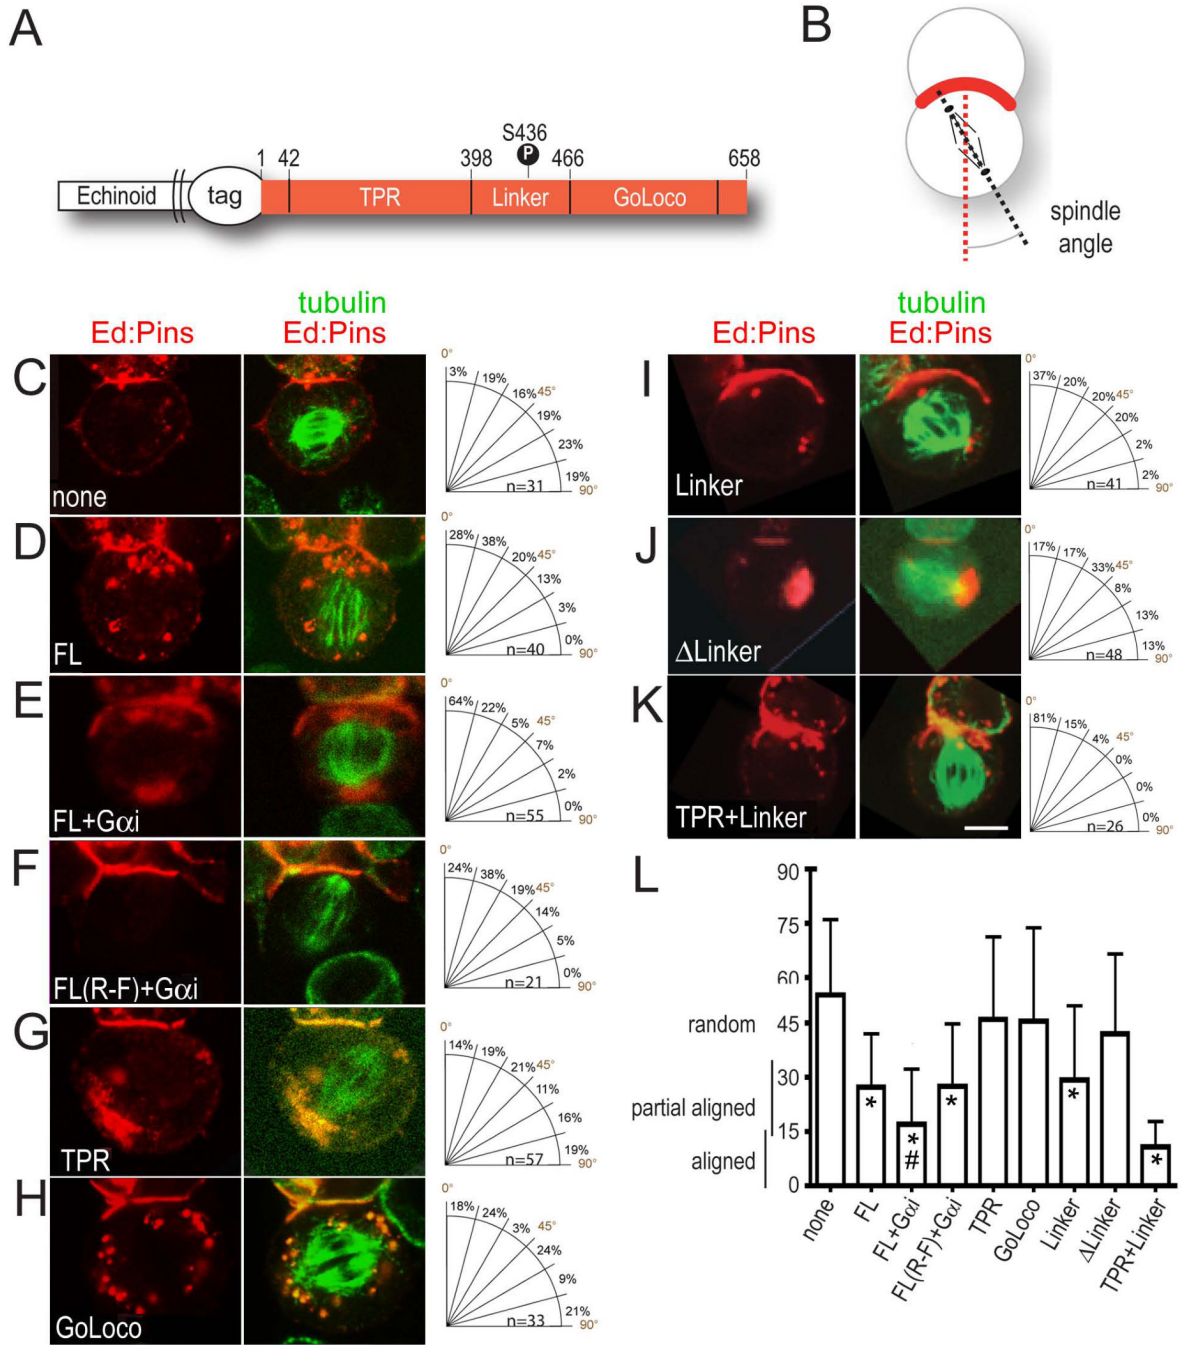 A
B
S436
P
1 42 398 466 658
Echinoid tag TPR Linker GoLoco
spindle
angle
tubulin
Ed:Pins Ed:Pins
C
none
0°
3% 19% 16% 45° 19% 23% 19% 90°
n=31
D
FL
0°
28% 38% 20% 45° 13% 3% 0% 90°
n=40
E
FL+Gαi
0°
64% 22% 5% 45° 7% 2% 0% 90°
n=55
F
FL(R-F)+Gαi
0°
24% 38% 19% 45° 14% 5% 0% 90°
n=21
G
TPR
0°
14% 19% 21% 45° 11% 16% 19% 90°
n=57
H
GoLoco
0°
18% 24% 3% 45° 24% 9% 21% 90°
n=33
tubulin
Ed:Pins Ed:Pins
I
Linker
0°
37% 20% 20% 45° 20% 2% 2% 90°
n=41
J
ΔLinker
0°
17% 17% 33% 45° 8% 13% 13% 90°
n=48
K
TPR+Linker
0°
81% 15% 4% 45° 0% 0% 0% 90°
n=26
L
90
75
60
45
30
15
0
random
partial aligned
aligned
* * # * * *
none
FL
FL+Gαi
FL(R-F)+Gαi
TPR
GoLoco
Linker
ΔLinker
TPR+Linker